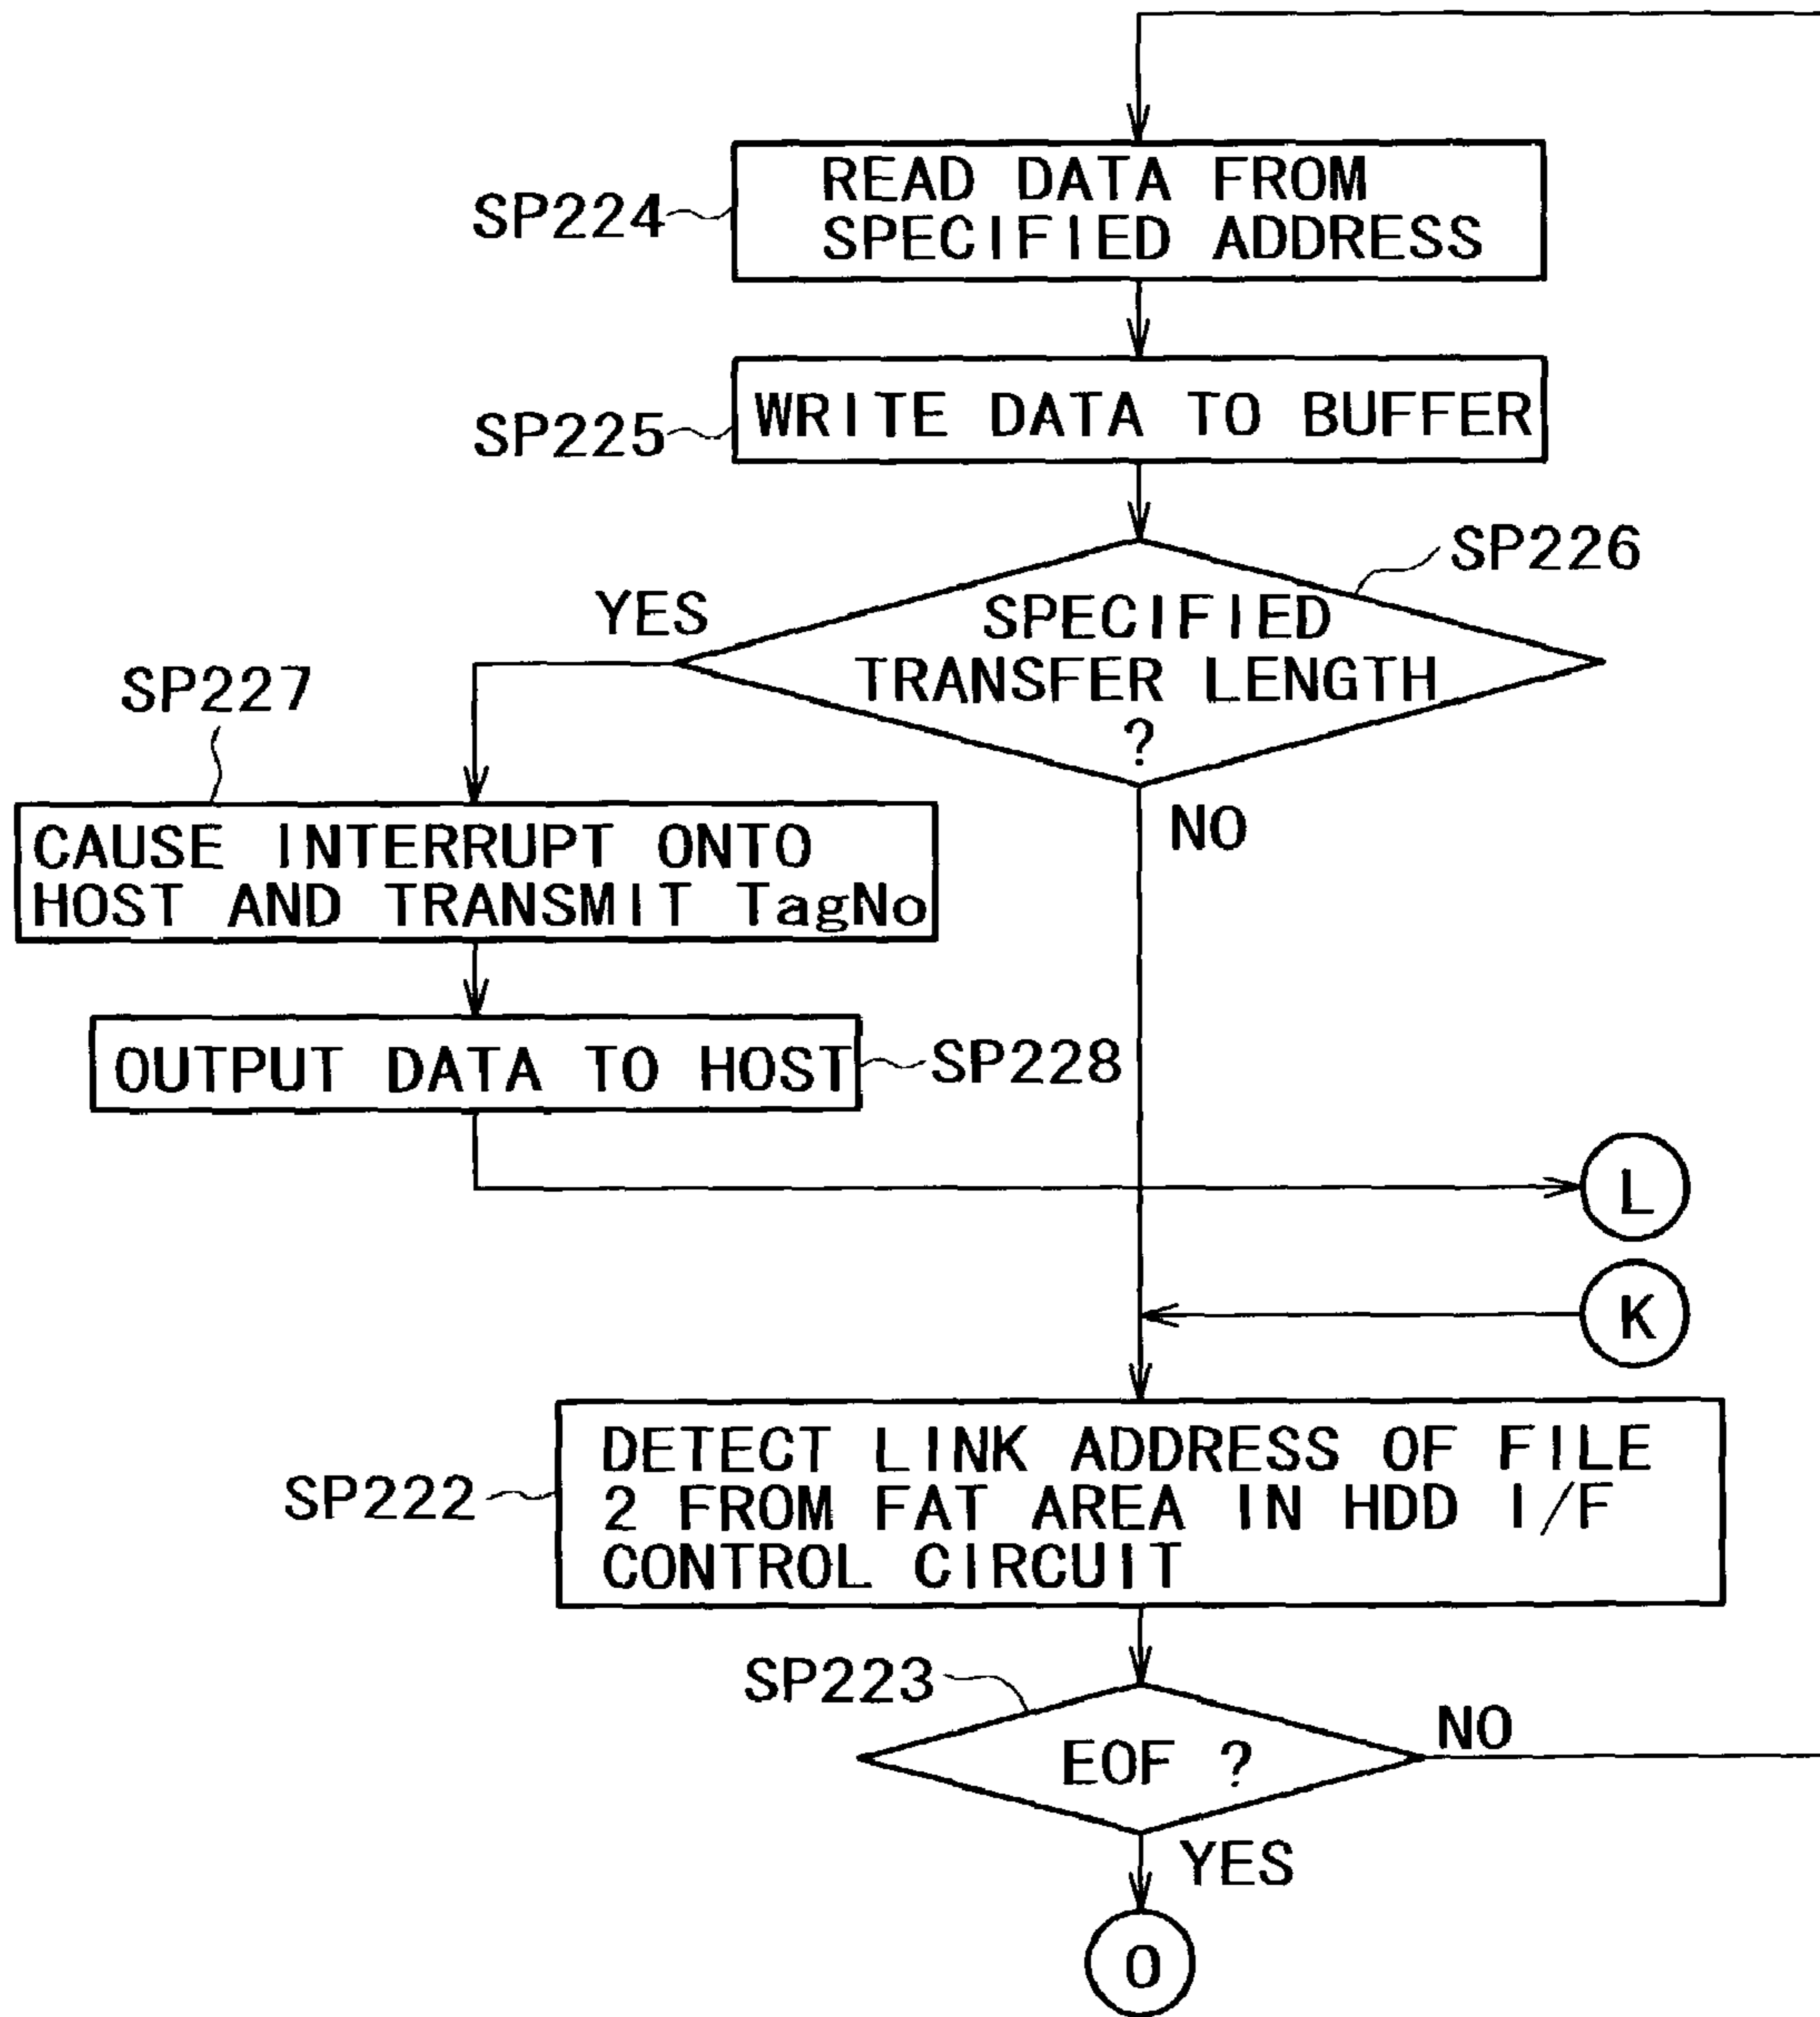 SP224
READ DATA FROM
SPECIFIED ADDRESS
SP225
WRITE DATA TO BUFFER
SP226
YES
SPECIFIED
TRANSFER LENGTH
?
NO
SP227
CAUSE INTERRUPT ONTO
HOST AND TRANSMIT TagNo
OUTPUT DATA TO HOST
SP228
L
K
SP222
DETECT LINK ADDRESS OF FILE
2 FROM FAT AREA IN HDD I/F
CONTROL CIRCUIT
SP223
EOF ?
NO
YES
O